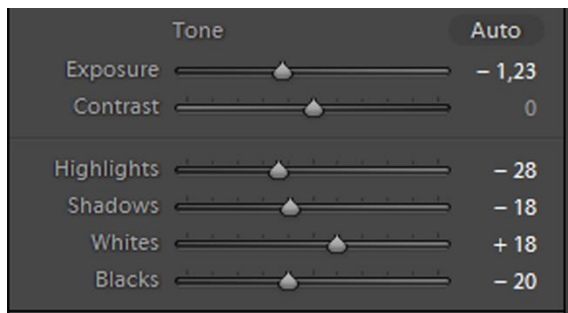 Tone Auto
Exposure – 1,23
Contrast 0
Highlights – 28
Shadows – 18
Whites + 18
Blacks – 20